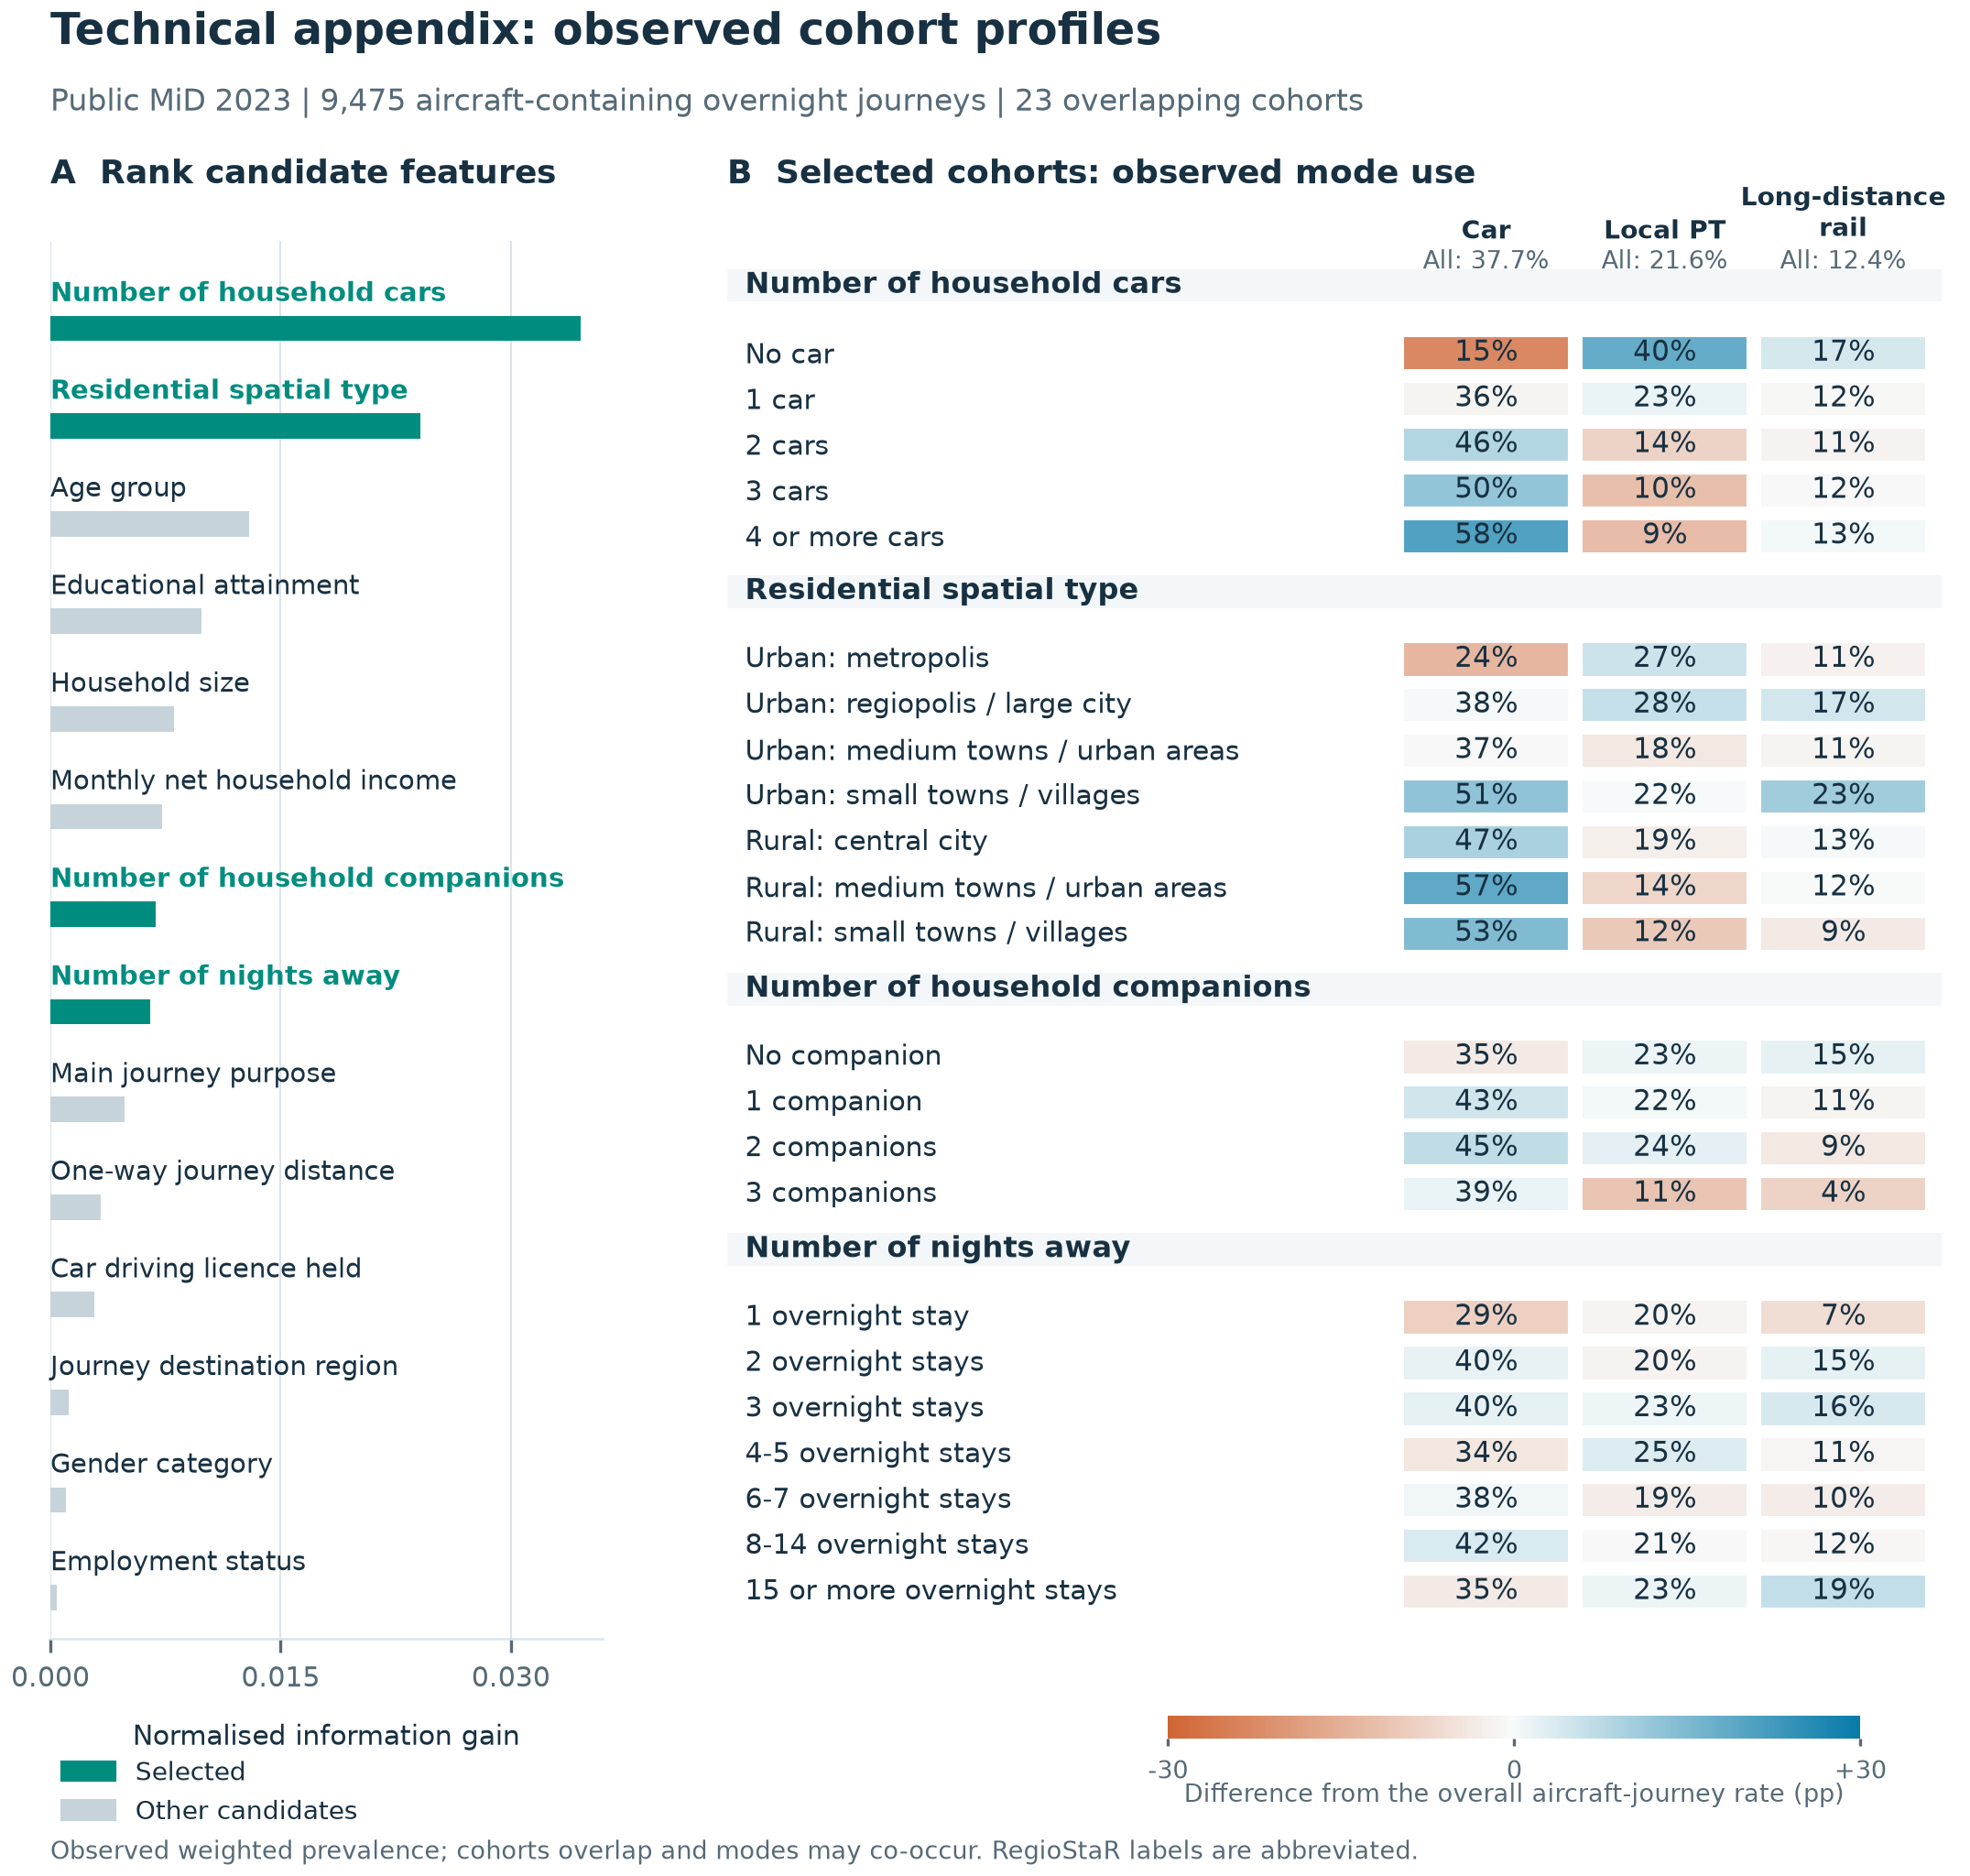 Technical appendix: observed cohort profiles
Public MiD 2023 | 9,475 aircraft-containing overnight journeys | 23 overlapping cohorts
A Rank candidate features
Number of household cars
Residential spatial type
Age group
Educational attainment
Household size
Monthly net household income
Number of household companions
Number of nights away
Main journey purpose
One-way journey distance
Car driving licence held
Journey destination region
Gender category
Employment status
0.000 0.015 0.030
Normalised information gain
Selected
Other candidates
B Selected cohorts: observed mode use
Car Local PT Long-distance rail
All: 37.7% All: 21.6% All: 12.4%
Number of household cars
No car 15% 40% 17%
1 car 36% 23% 12%
2 cars 46% 14% 11%
3 cars 50% 10% 12%
4 or more cars 58% 9% 13%
Residential spatial type
Urban: metropolis 24% 27% 11%
Urban: regiopolis / large city 38% 28% 17%
Urban: medium towns / urban areas 37% 18% 11%
Urban: small towns / villages 51% 22% 23%
Rural: central city 47% 19% 13%
Rural: medium towns / urban areas 57% 14% 12%
Rural: small towns / villages 53% 12% 9%
Number of household companions
No companion 35% 23% 15%
1 companion 43% 22% 11%
2 companions 45% 24% 9%
3 companions 39% 11% 4%
Number of nights away
1 overnight stay 29% 20% 7%
2 overnight stays 40% 20% 15%
3 overnight stays 40% 23% 16%
4-5 overnight stays 34% 25% 11%
6-7 overnight stays 38% 19% 10%
8-14 overnight stays 42% 21% 12%
15 or more overnight stays 35% 23% 19%
-30 0 +30
Difference from the overall aircraft-journey rate (pp)
Observed weighted prevalence; cohorts overlap and modes may co-occur. RegioStaR labels are abbreviated.